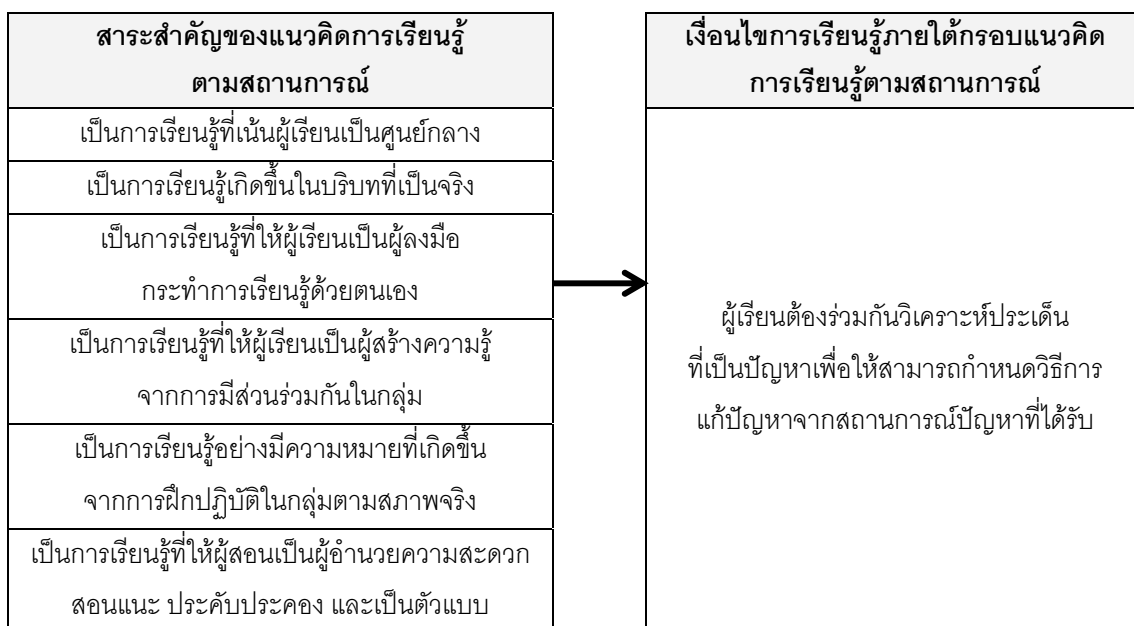 สาระสำคัญของแนวคิดการเรียนรู้
ตามสถานการณ์
เป็นการเรียนรู้ที่เน้นผู้เรียนเป็นศูนย์กลาง
เป็นการเรียนรู้เกิดขึ้นในบริบทที่เป็นจริง
เป็นการเรียนรู้ที่ให้ผู้เรียนเป็นผู้ลงมือ
กระทำการเรียนรู้ด้วยตนเอง
เป็นการเรียนรู้ที่ให้ผู้เรียนเป็นผู้สร้างความรู้
จากการมีส่วนร่วมกันในกลุ่ม
เป็นการเรียนรู้อย่างมีความหมายที่เกิดขึ้น
จากการฝึกปฏิบัติในกลุ่มตามสภาพจริง
เป็นการเรียนรู้ที่ให้ผู้สอนเป็นผู้อำนวยความสะดวก
สอนแนะ ประคับประคอง และเป็นตัวแบบ
เงื่อนไขการเรียนรู้ภายใต้กรอบแนวคิด
การเรียนรู้ตามสถานการณ์
ผู้เรียนต้องร่วมกันวิเคราะห์ประเด็น
ที่เป็นปัญหาเพื่อให้สามารถกำหนดวิธีการ
แก้ปัญหาจากสถานการณ์ปัญหาที่ได้รับ